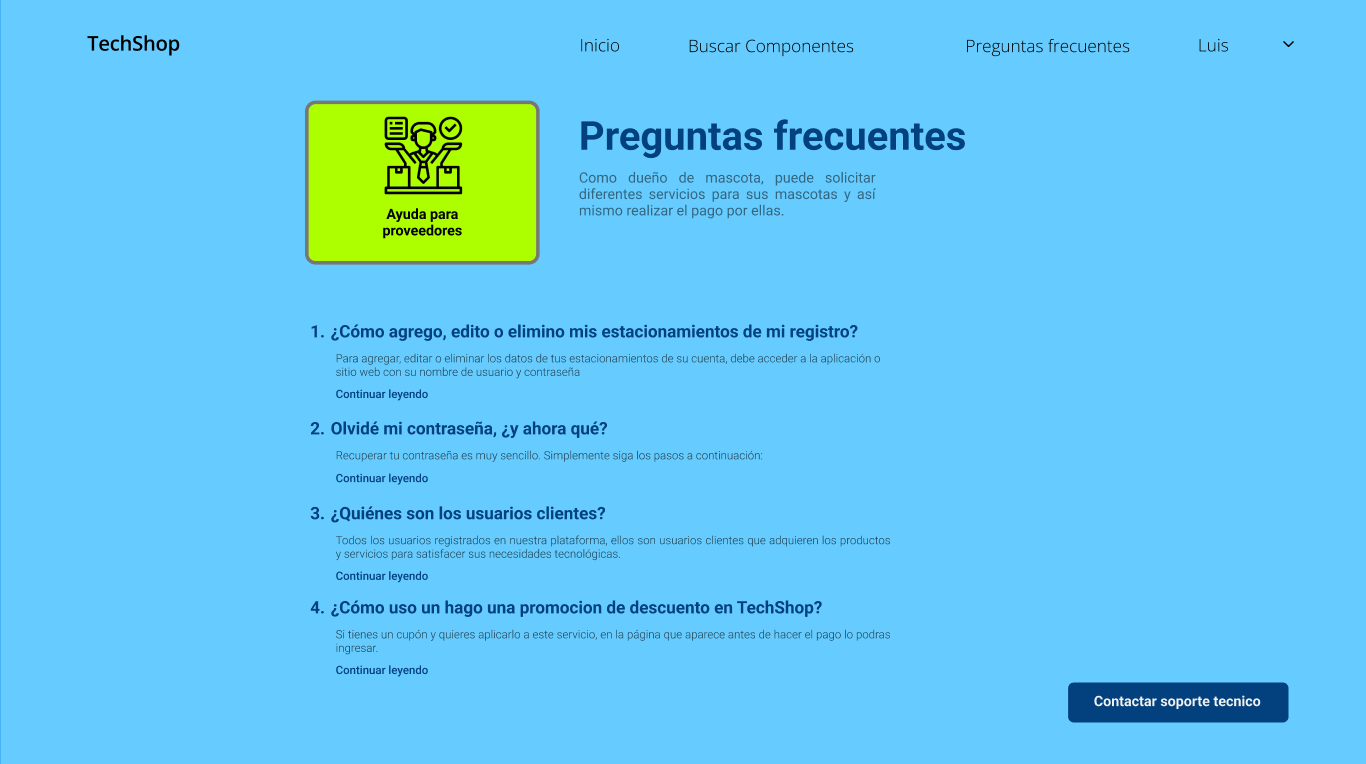 TechShop
Inicio
Buscar Componentes
Preguntas frecuentes
Luis
Ayuda para
proveedores
Preguntas frecuentes
Como dueño de mascota, puede solicitar
diferentes servicios para sus mascotas y así
mismo realizar el pago por ellas.
1. ¿Cómo agrego, edito o elimino mis estacionamientos de mi registro?
Para agregar, editar o eliminar los datos de tus estacionamientos de su cuenta, debe acceder a la aplicación o
sitio web con su nombre de usuario y contraseña
Continuar leyendo
2. Olvidé mi contraseña, ¿y ahora qué?
Recuperar tu contraseña es muy sencillo. Simplemente siga los pasos a continuación:
Continuar leyendo
3. ¿Quiénes son los usuarios clientes?
Todos los usuarios registrados en nuestra plataforma, ellos son usuarios clientes que adquieren los productos
y servicios para satisfacer sus necesidades tecnológicas.
Continuar leyendo
4. ¿Cómo uso un hago una promocion de descuento en TechShop?
Si tienes un cupón y quieres aplicarlo a este servicio, en la página que aparece antes de hacer el pago lo podras
ingresar.
Continuar leyendo
Contactar soporte tecnico